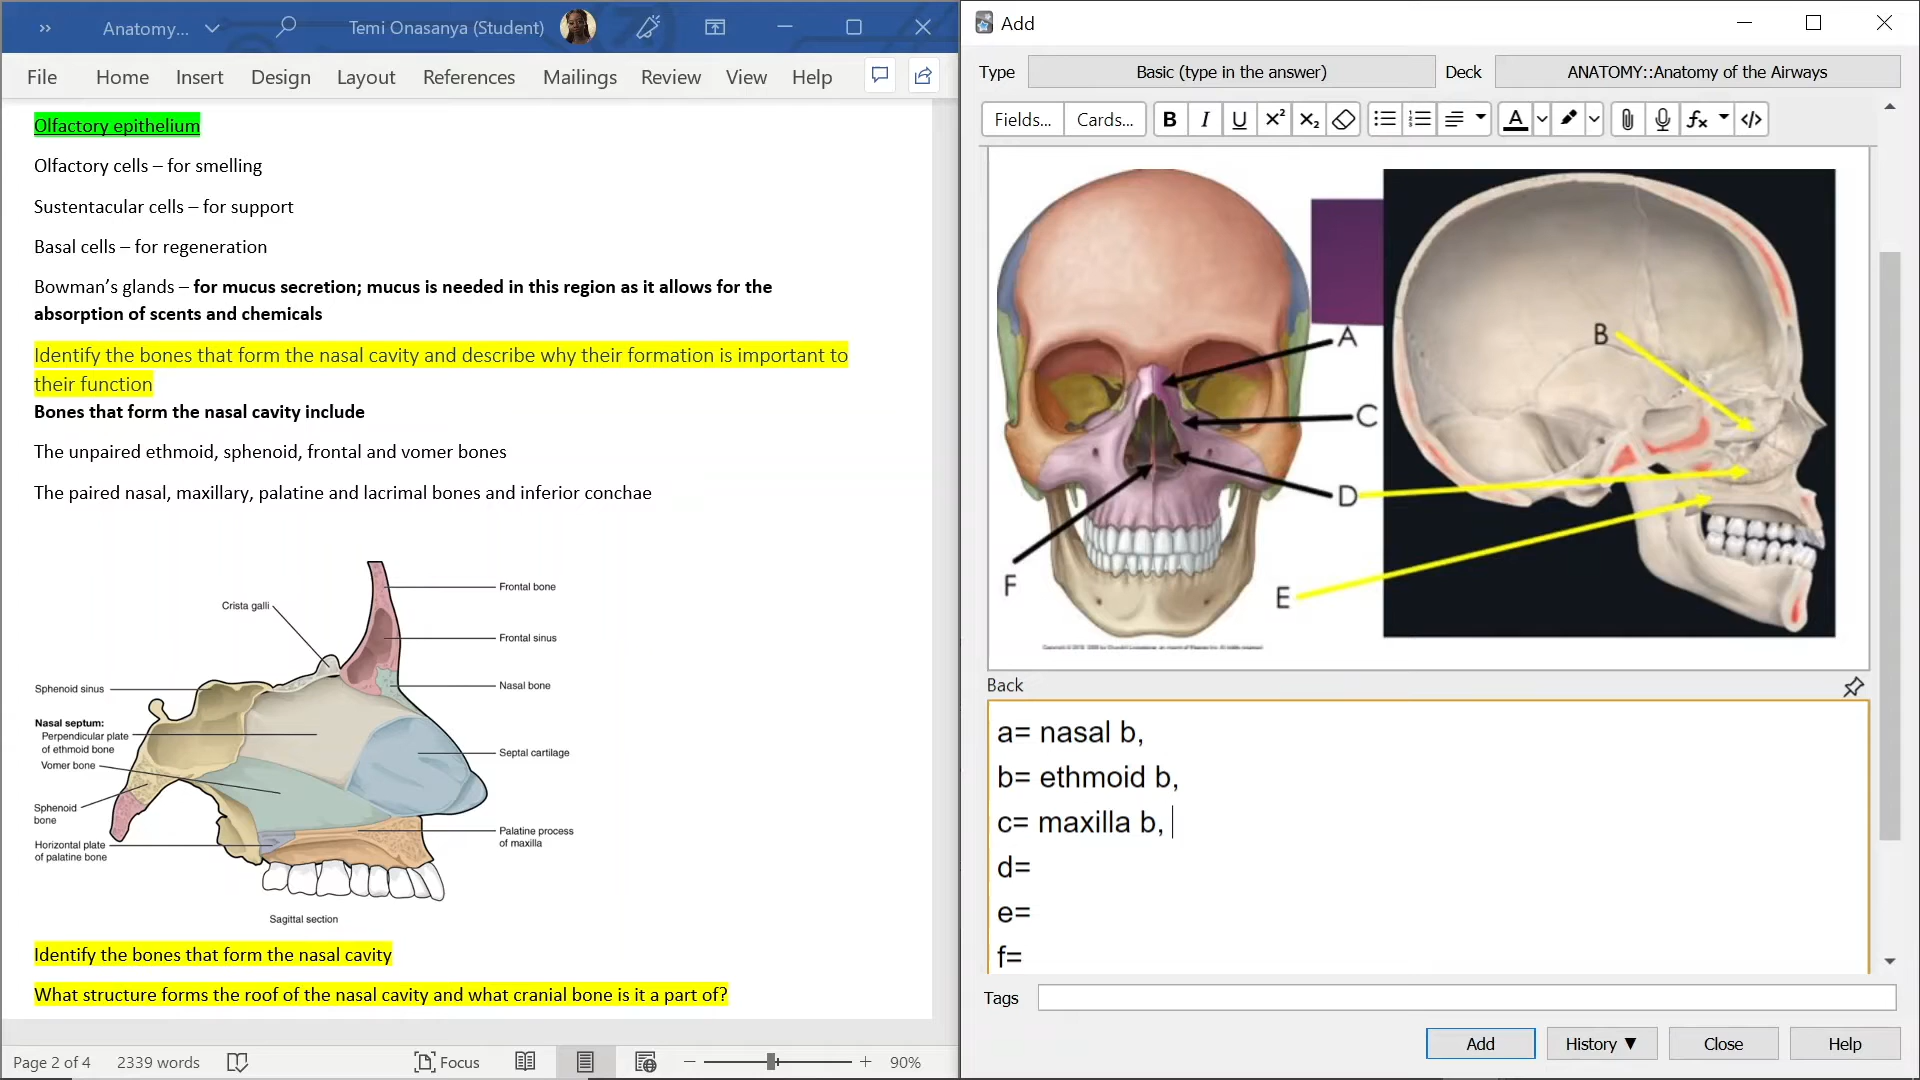 Anatomy...
Temi Onasanya (Student)
File Home Insert Design Layout References Mailings Review View Help
Olfactory epithelium
Olfactory cells – for smelling
Sustentacular cells – for support
Basal cells – for regeneration
Bowman’s glands – for mucus secretion; mucus is needed in this region as it allows for the
absorption of scents and chemicals
Identify the bones that form the nasal cavity and describe why their formation is important to
their function
Bones that form the nasal cavity include
The unpaired ethmoid, sphenoid, frontal and vomer bones
The paired nasal, maxillary, palatine and lacrimal bones and inferior conchae
Frontal bone
Crista galli
Frontal sinus
Nasal bone
Sphenoid sinus
Nasal septum:
Perpendicular plate
of ethmoid bone
Septal cartilage
Vomer bone
Sphenoid
bone
Palatine process
of maxilla
Horizontal plate
of palatine bone
Sagittal section
Identify the bones that form the nasal cavity
What structure forms the roof of the nasal cavity and what cranial bone is it a part of?
Page 2 of 4
2339 words
Focus
90%
Add
Type
Basic (type in the answer)
Deck
ANATOMY::Anatomy of the Airways
Fields...
Cards...
B I U X² X₂
A
fx
</>
A
B
C
D
F
E
Back
a= nasal b,
b= ethmoid b,
c= maxilla b,
d=
e=
f=
Tags
Add
History ▼
Close
Help